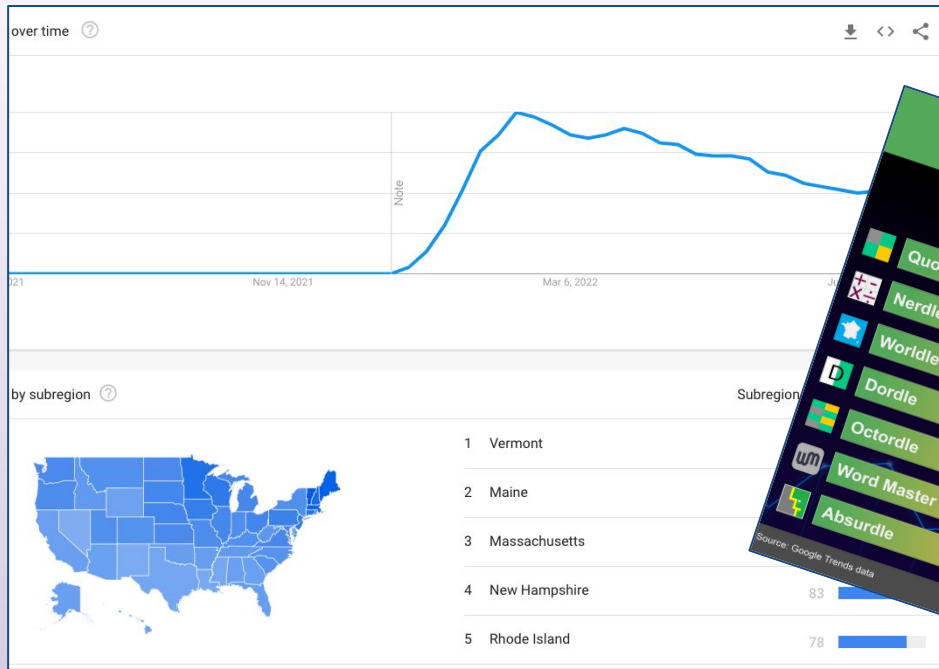 over time
Note
Nov 14, 2021
Mar 6, 2022
by subregion
Subregion
1 Vermont
2 Maine
3 Massachusetts
4 New Hampshire
83
5 Rhode Island
78
Nerdle
Worldle
Dordle
Octordle
Word Master
Absurdle
Source: Google Trends data